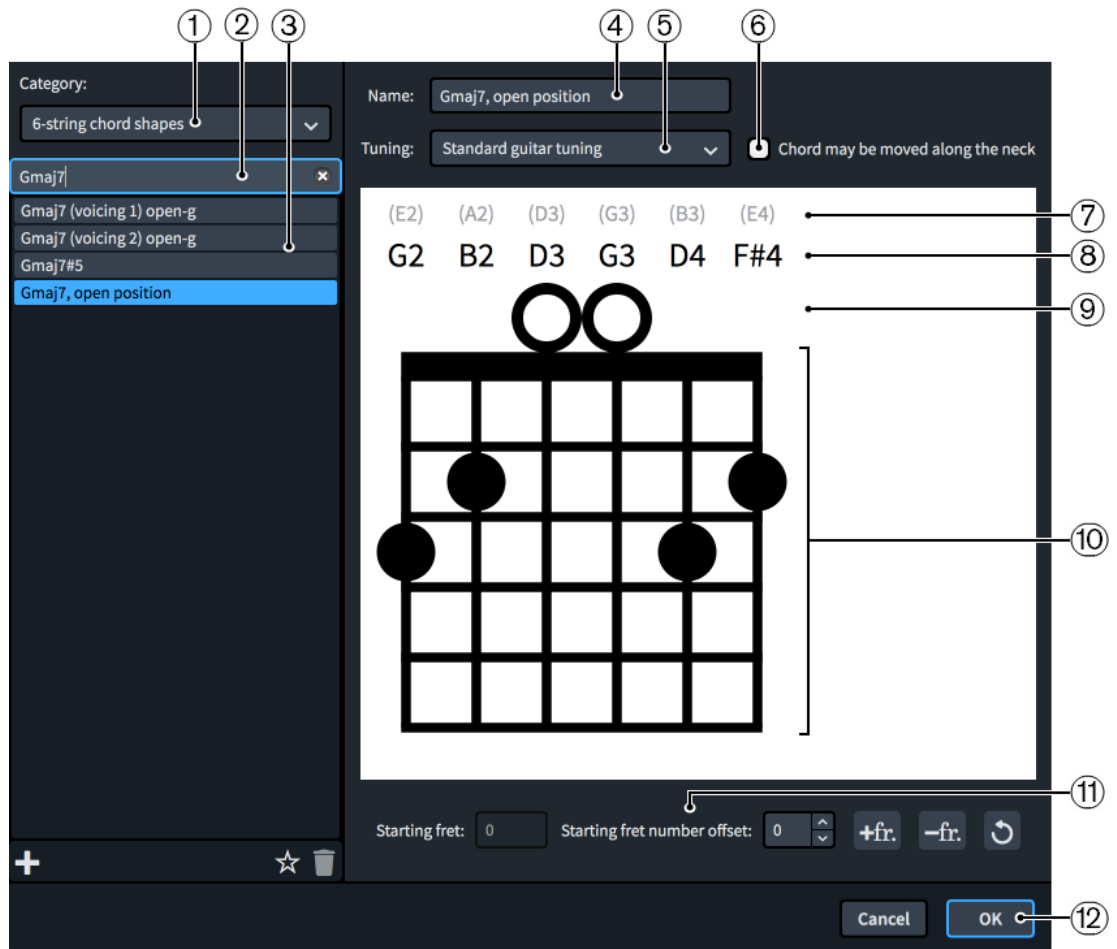 ① ② ③ ④ ⑤ ⑥
Category:
6-string chord shapes
Gmaj7
Gmaj7 (voicing 1) open-g
Gmaj7 (voicing 2) open-g
Gmaj7#5
Gmaj7, open position
Name: Gmaj7, open position
Tuning: Standard guitar tuning Chord may be moved along the neck
(E2) (A2) (D3) (G3) (B3) (E4) ⑦
G2 B2 D3 G3 D4 F#4 ⑧
⑨
⑩
⑪
Starting fret: 0 Starting fret number offset: 0 +fr. −fr.
Cancel OK ⑫